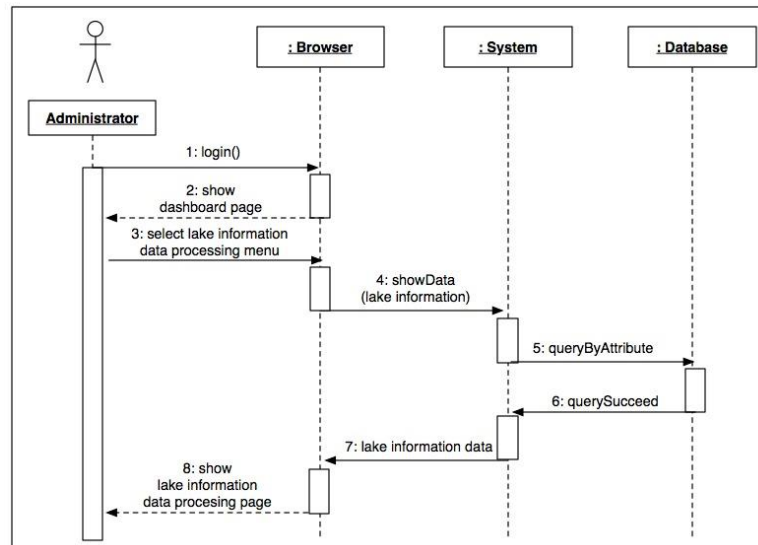 : Browser
: System
: Database
Administrator
1: login()
2: show
dashboard page
3: select lake information
data processing menu
4: showData
(lake information)
5: queryByAttribute
6: querySucceed
7: lake information data
8: show
lake information
data procesing page